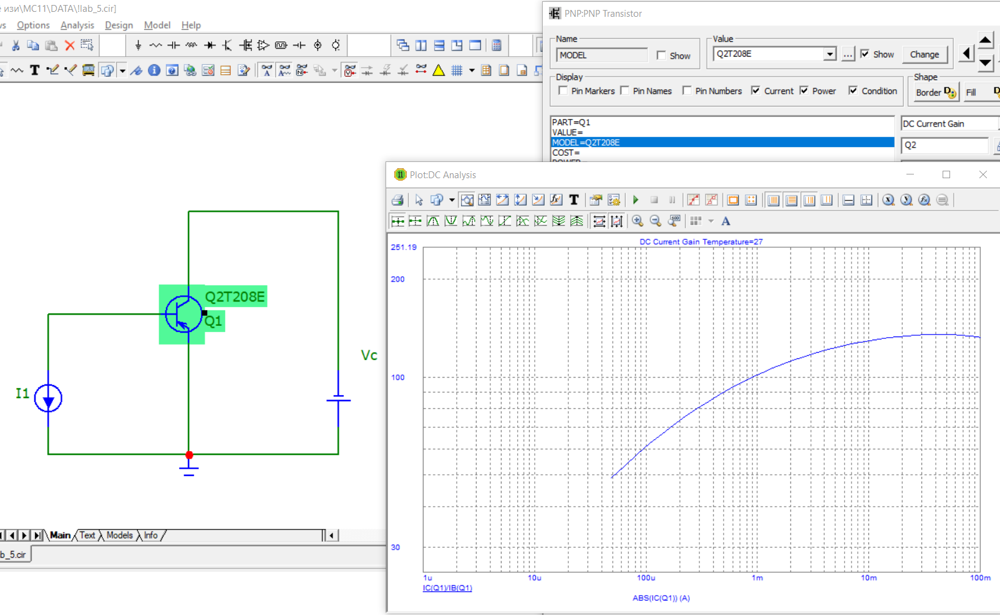 изи\MC11\DATA\!lab_5.cir]
Options Analysis Design Model Help
PNP:PNP Transistor
Name
MODEL
Show
Value
Q2T208E
...
Show
Change
Display
Pin Markers Pin Names Pin Numbers Current Power Condition
Shape
Border
Fill
PART=Q1
VALUE=
MODEL=Q2T208E
COST=
DC Current Gain
Q2
Plot:DC Analysis
DC Current Gain Temperature=27
251.19
200
100
30
1u 10u 100u 1m 10m 100m
IC(Q1)/IB(Q1)
ABS(IC(Q1)) (A)
Q2T208E
Q1
Vc
I1
Main Text Models Info
b_5.cir